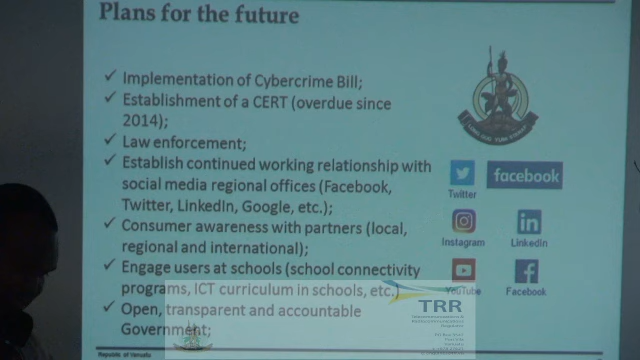 Plans for the future
✓ Implementation of Cybercrime Bill;
✓ Establishment of a CERT (overdue since
2014);
✓ Law enforcement;
✓ Establish continued working relationship with
social media regional offices (Facebook,
Twitter, LinkedIn, Google, etc.);
✓ Consumer awareness with partners (local,
regional and international);
✓ Engage users at schools (school connectivity
programs, ICT curriculum in schools, etc.)
✓ Open, transparent and accountable
Government;
facebook
Twitter
Instagram
LinkedIn
YouTube
Facebook
TRR
Republic of Vanuatu